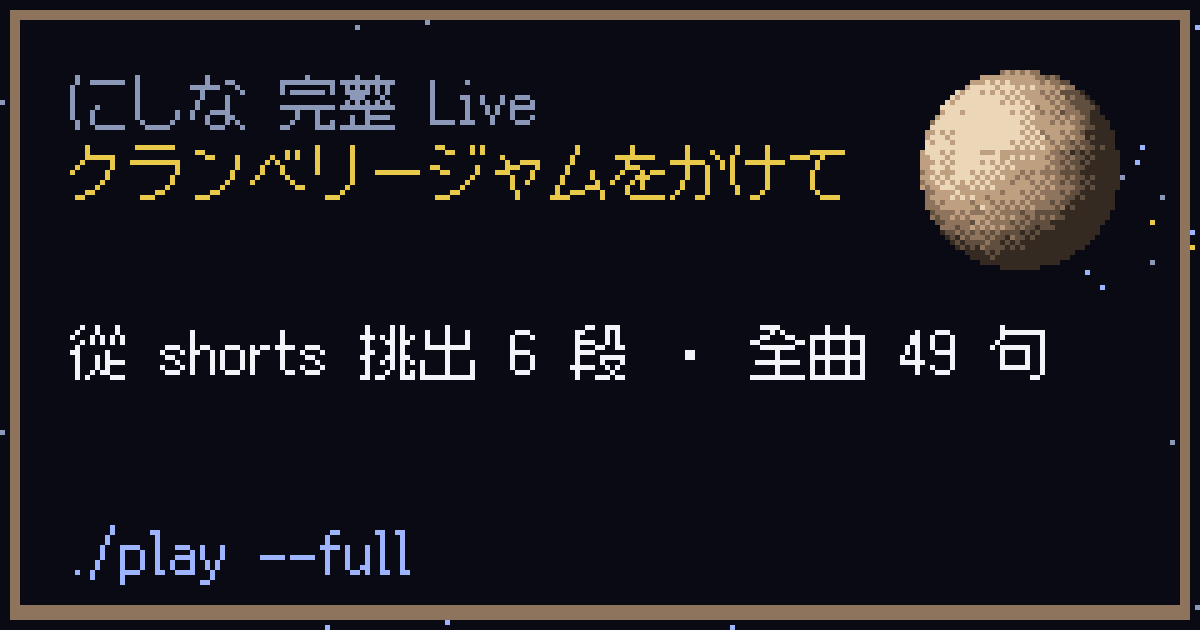 にしな 完整 Live
クランベリージャムをかけて
從 shorts 挑出 6 段 · 全曲 49 句
./play --full